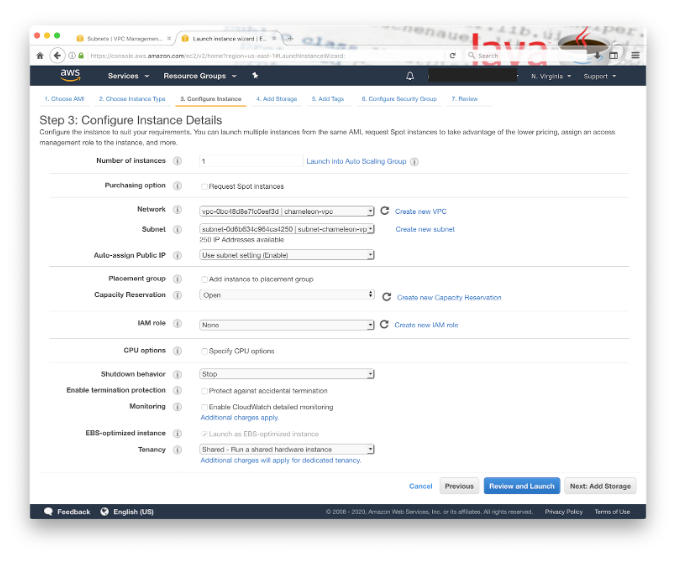 Subnets | VPC Managemen...
Launch instance wizard | E...
https://console.aws.amazon.com/ec2/v2/home?region=us-east-1#LaunchInstanceWizard:
Search
aws
Services
Resource Groups
N. Virginia
Support
1. Choose AMI
2. Choose Instance Type
3. Configure Instance
4. Add Storage
5. Add Tags
6. Configure Security Group
7. Review
Step 3: Configure Instance Details
Configure the instance to suit your requirements. You can launch multiple instances from the same AMI, request Spot instances to take advantage of the lower pricing, assign an access
management role to the instance, and more.
Number of instances
1
Launch into Auto Scaling Group
Purchasing option
Request Spot instances
Network
| chameleon-vpc
Create new VPC
Subnet
| subnet-chameleon-vp
Create new subnet
250 IP Addresses available
Auto-assign Public IP
Use subnet setting (Enable)
Placement group
Add instance to placement group
Capacity Reservation
Open
Create new Capacity Reservation
IAM role
None
Create new IAM role
CPU options
Specify CPU options
Shutdown behavior
Stop
Enable termination protection
Protect against accidental termination
Monitoring
Enable CloudWatch detailed monitoring
Additional charges apply.
EBS-optimized instance
Launch as EBS-optimized instance
Tenancy
Shared - Run a shared hardware instance
Additional charges will apply for dedicated tenancy.
Cancel
Previous
Review and Launch
Next: Add Storage
Feedback
English (US)
© 2008 - 2020, Amazon Web Services, Inc. or its affiliates. All rights reserved.
Privacy Policy
Terms of Use